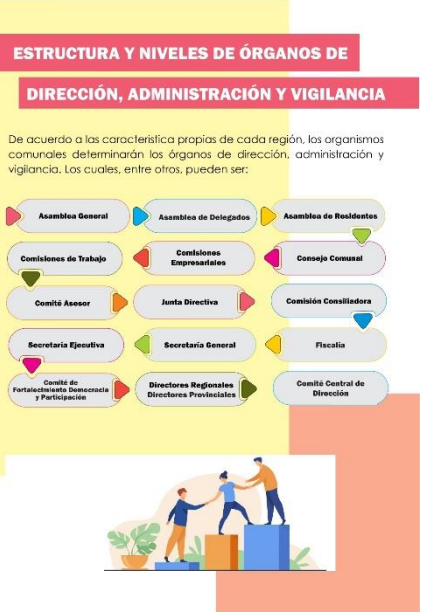 ESTRUCTURA Y NIVELES DE ÓRGANOS DE
DIRECCIÓN, ADMINISTRACIÓN Y VIGILANCIA
De acuerdo a las caracteristica propias de cada región, los organismos
comunales determinarán los órganos de dirección, administración y
vigilancia. Los cuales, entre otros, pueden ser:
Asamblea General
Asamblea de Delegados
Asamblea de Residentes
Comisiones de Trabajo
Comisiones
Empresariales
Consejo Comunal
Comité Asesor
Junta Directiva
Comisión Consiliadora
Secretaría Ejecutiva
Secretaría General
Fiscalía
Comité de
Fortalecimiento Democracia
y Participación
Directores Regionales
Directores Provinciales
Comité Central de
Dirección